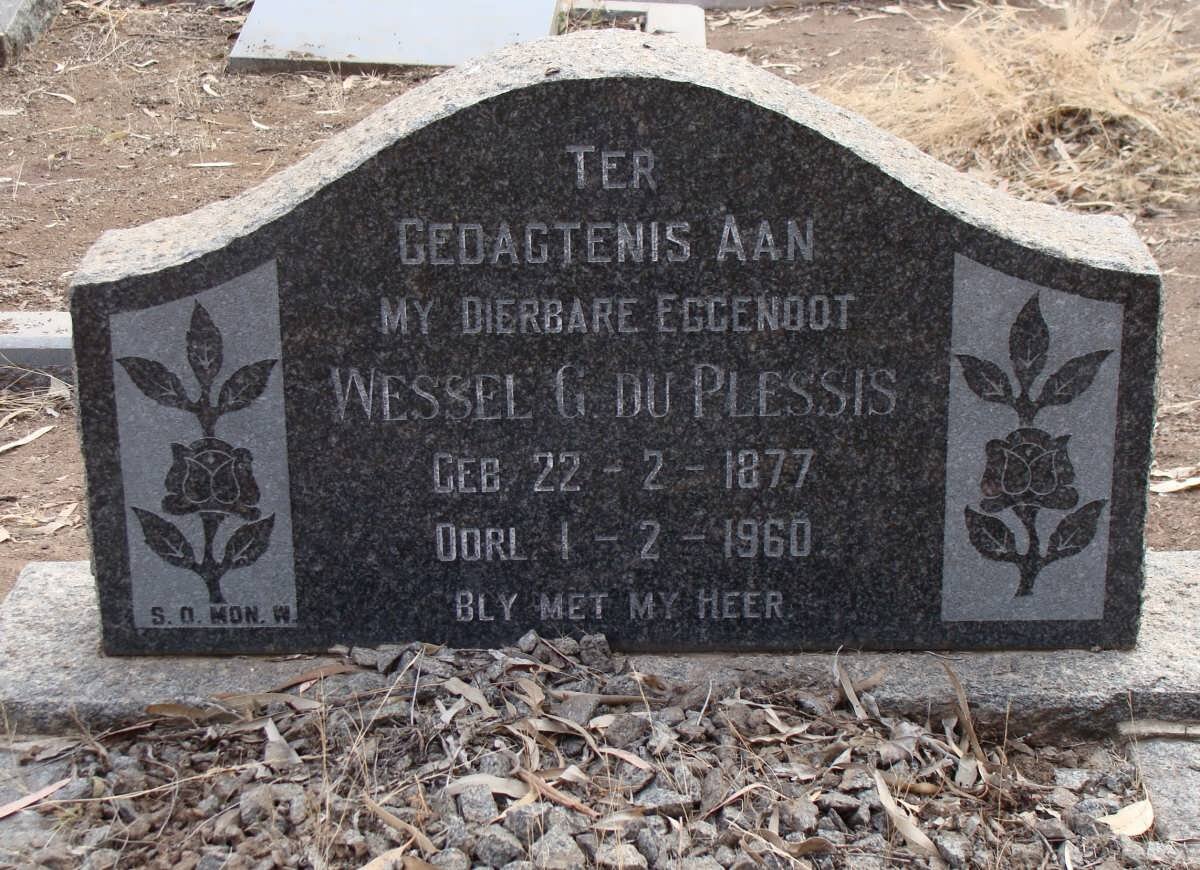 TER
GEDAGTENIS AAN
MY DIERBARE EGGENOOT
WESSEL G. DU PLESSIS
GEB 22 - 2 - 1877
OORL 1 - 2 - 1960
BLY MET MY HEER.
S. O. MON. W.